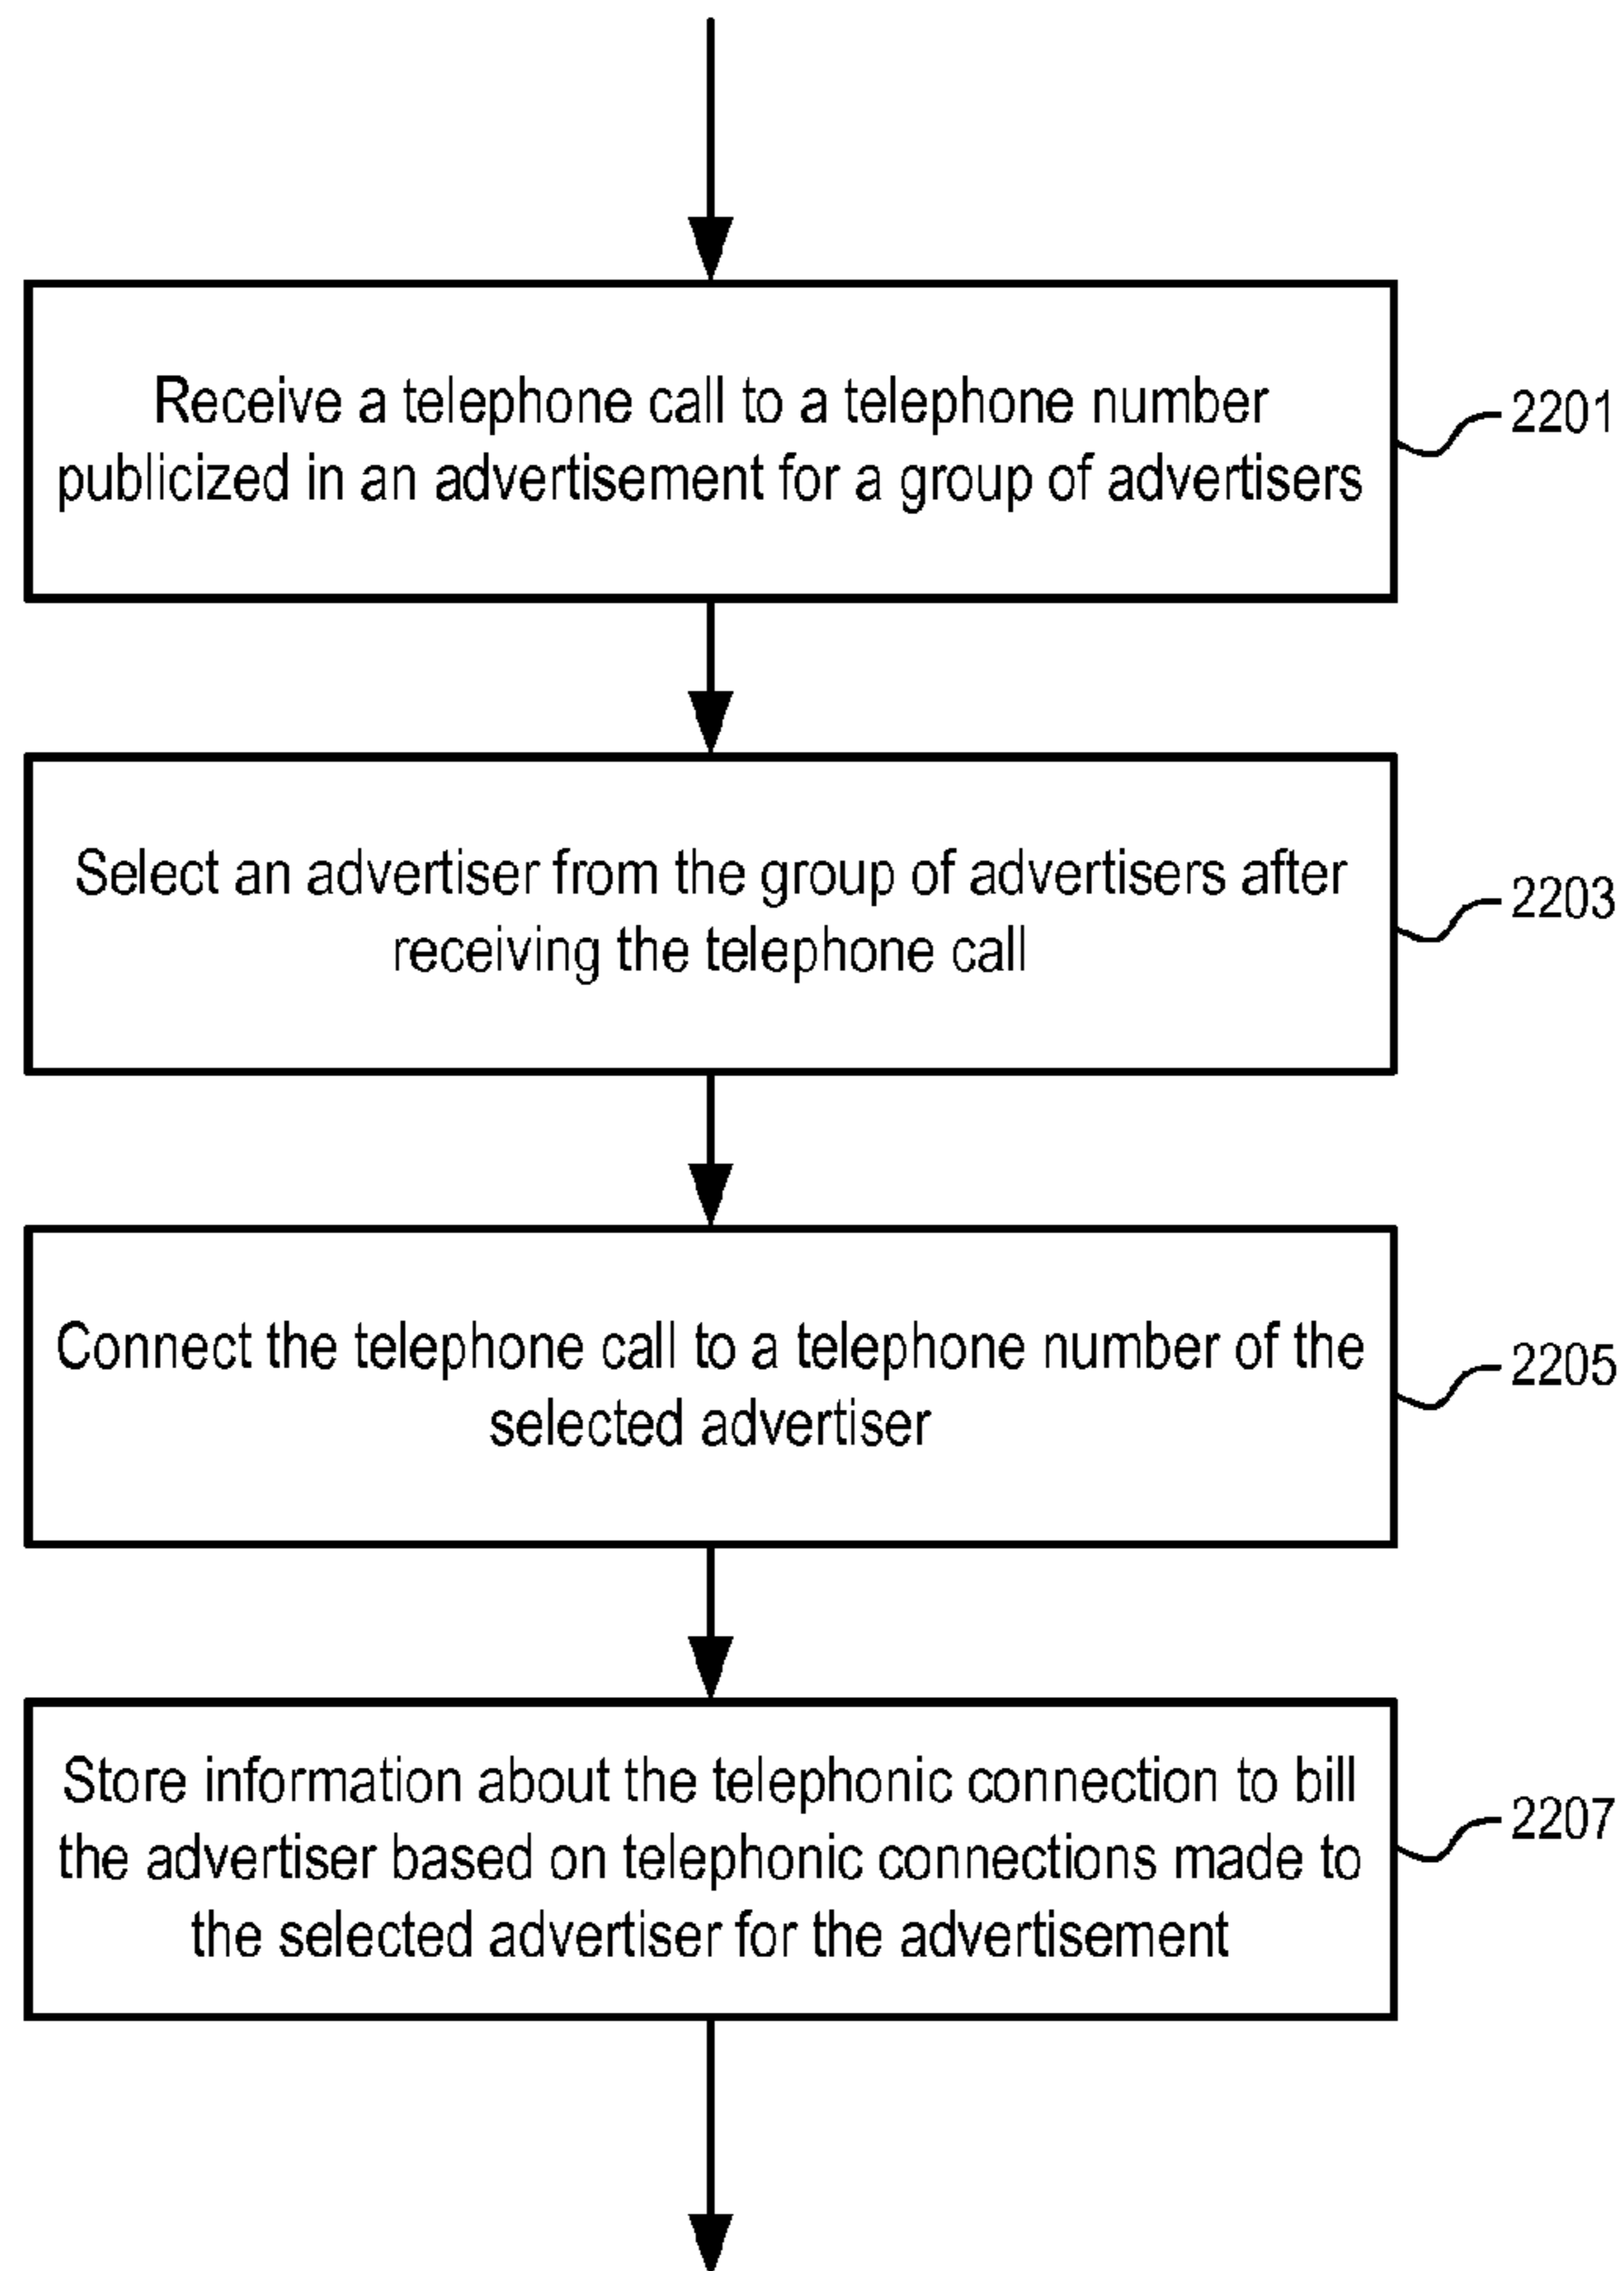 Receive a telephone call to a telephone number
publicized in an advertisement for a group of advertisers
2201
Select an advertiser from the group of advertisers after
receiving the telephone call
2203
Connect the telephone call to a telephone number of the
selected advertiser
2205
Store information about the telephonic connection to bill
the advertiser based on telephonic connections made to
the selected advertiser for the advertisement
2207